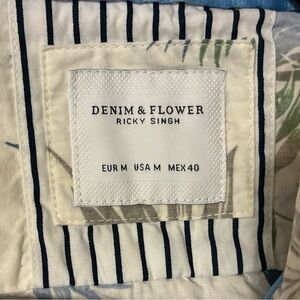 DENIM & FLOWER
RICKY SINGH
EUR M USA M MEX 40